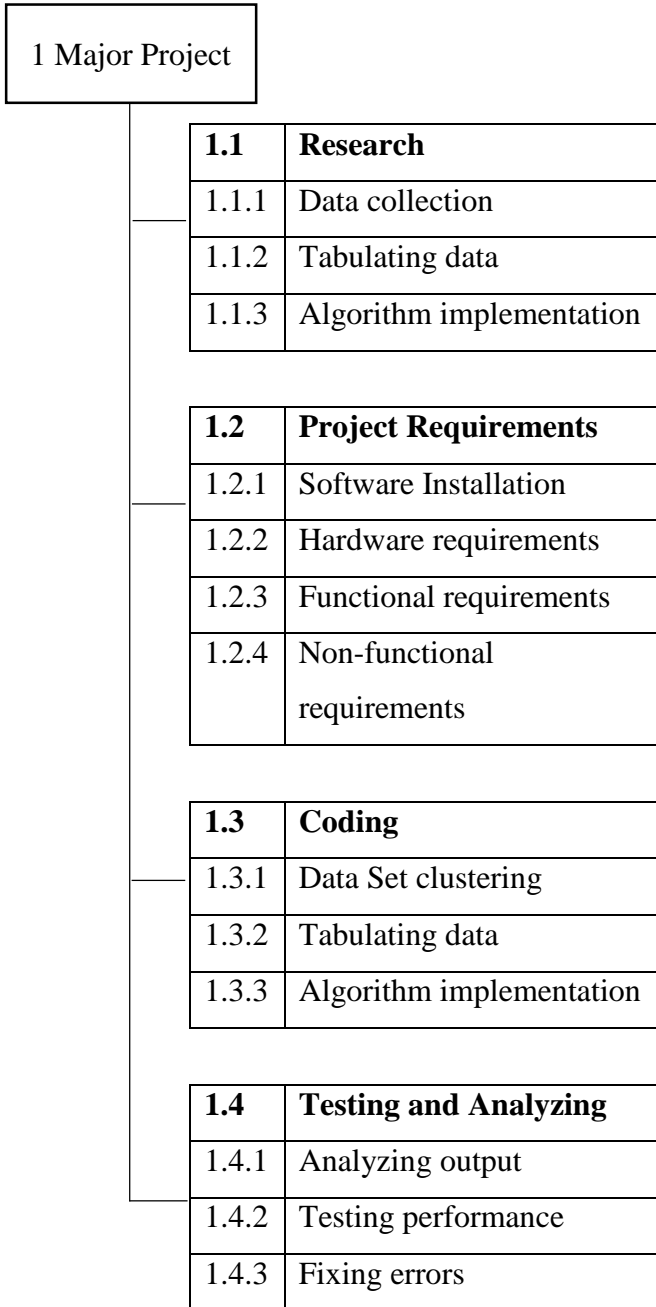 1 Major Project
1.1 Research
1.1.1 Data collection
1.1.2 Tabulating data
1.1.3 Algorithm implementation
1.2 Project Requirements
1.2.1 Software Installation
1.2.2 Hardware requirements
1.2.3 Functional requirements
1.2.4 Non-functional
requirements
1.3 Coding
1.3.1 Data Set clustering
1.3.2 Tabulating data
1.3.3 Algorithm implementation
1.4 Testing and Analyzing
1.4.1 Analyzing output
1.4.2 Testing performance
1.4.3 Fixing errors